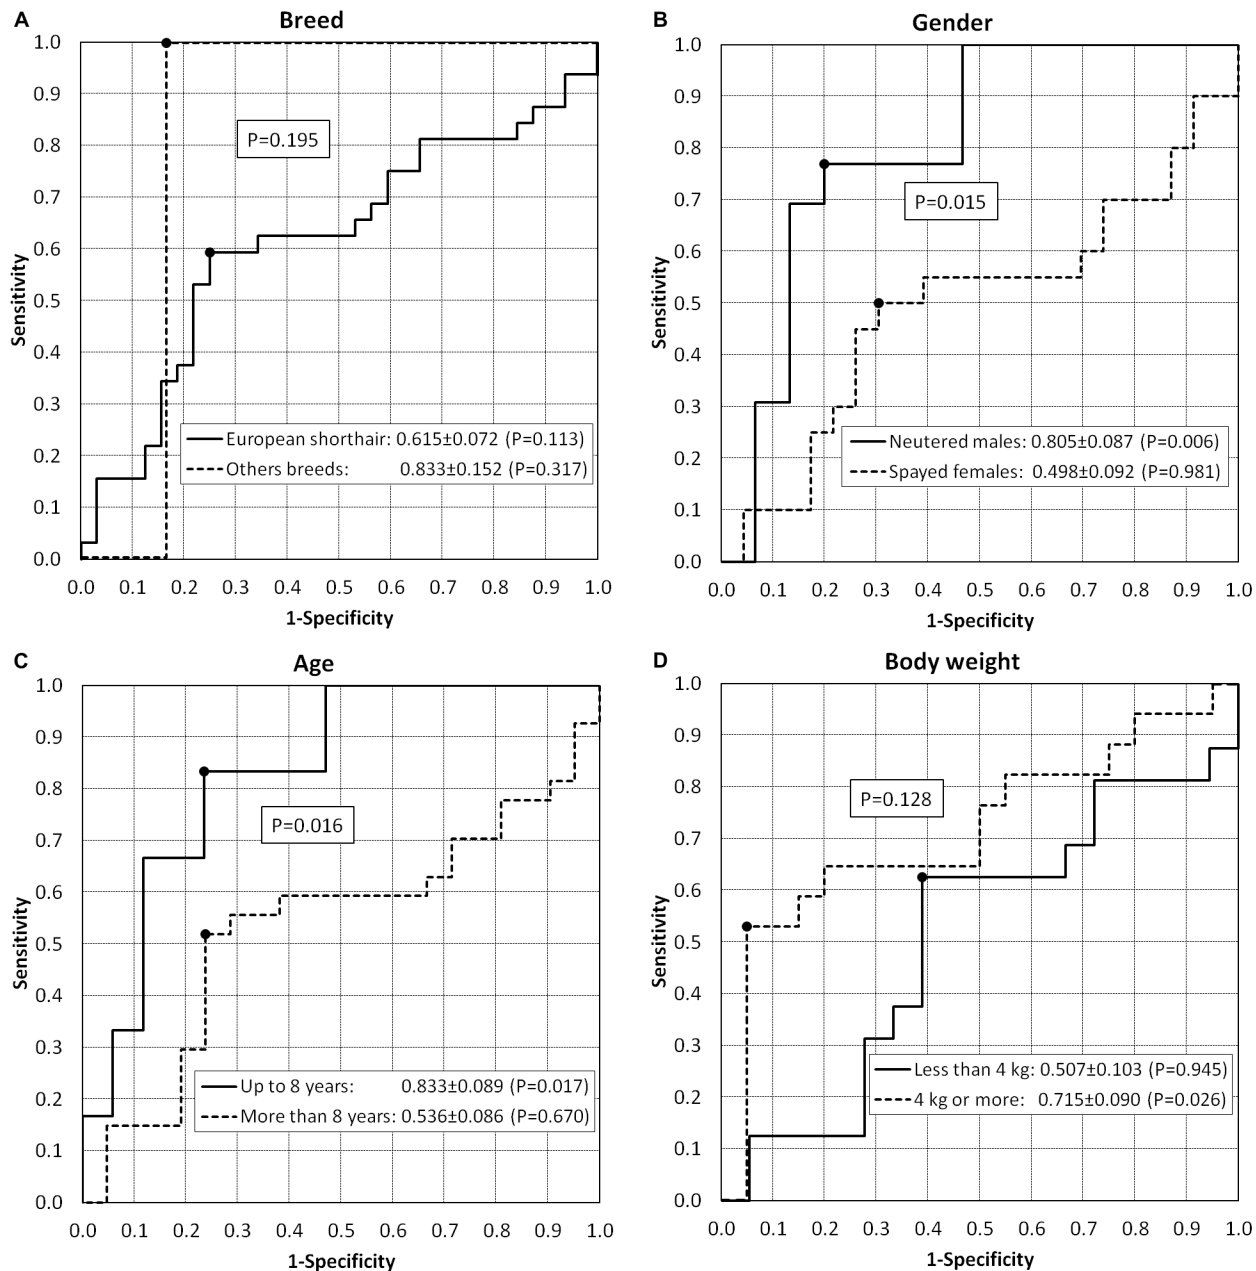 A
Breed
1.0
0.9
0.8
0.7
0.6
0.5
0.4
0.3
0.2
0.1
0.0
Sensitivity
P=0.195
European shorthair: 0.615±0.072 (P=0.113)
Others breeds: 0.833±0.152 (P=0.317)
0.0 0.1 0.2 0.3 0.4 0.5 0.6 0.7 0.8 0.9 1.0
1-Specificity
B
Gender
1.0
0.9
0.8
0.7
0.6
0.5
0.4
0.3
0.2
0.1
0.0
Sensitivity
P=0.015
Neutered males: 0.805±0.087 (P=0.006)
Spayed females: 0.498±0.092 (P=0.981)
0.0 0.1 0.2 0.3 0.4 0.5 0.6 0.7 0.8 0.9 1.0
1-Specificity
C
Age
1.0
0.9
0.8
0.7
0.6
0.5
0.4
0.3
0.2
0.1
0.0
Sensitivity
P=0.016
Up to 8 years: 0.833±0.089 (P=0.017)
More than 8 years: 0.536±0.086 (P=0.670)
0.0 0.1 0.2 0.3 0.4 0.5 0.6 0.7 0.8 0.9 1.0
1-Specificity
D
Body weight
1.0
0.9
0.8
0.7
0.6
0.5
0.4
0.3
0.2
0.1
0.0
Sensitivity
P=0.128
Less than 4 kg: 0.507±0.103 (P=0.945)
4 kg or more: 0.715±0.090 (P=0.026)
0.0 0.1 0.2 0.3 0.4 0.5 0.6 0.7 0.8 0.9 1.0
1-Specificity